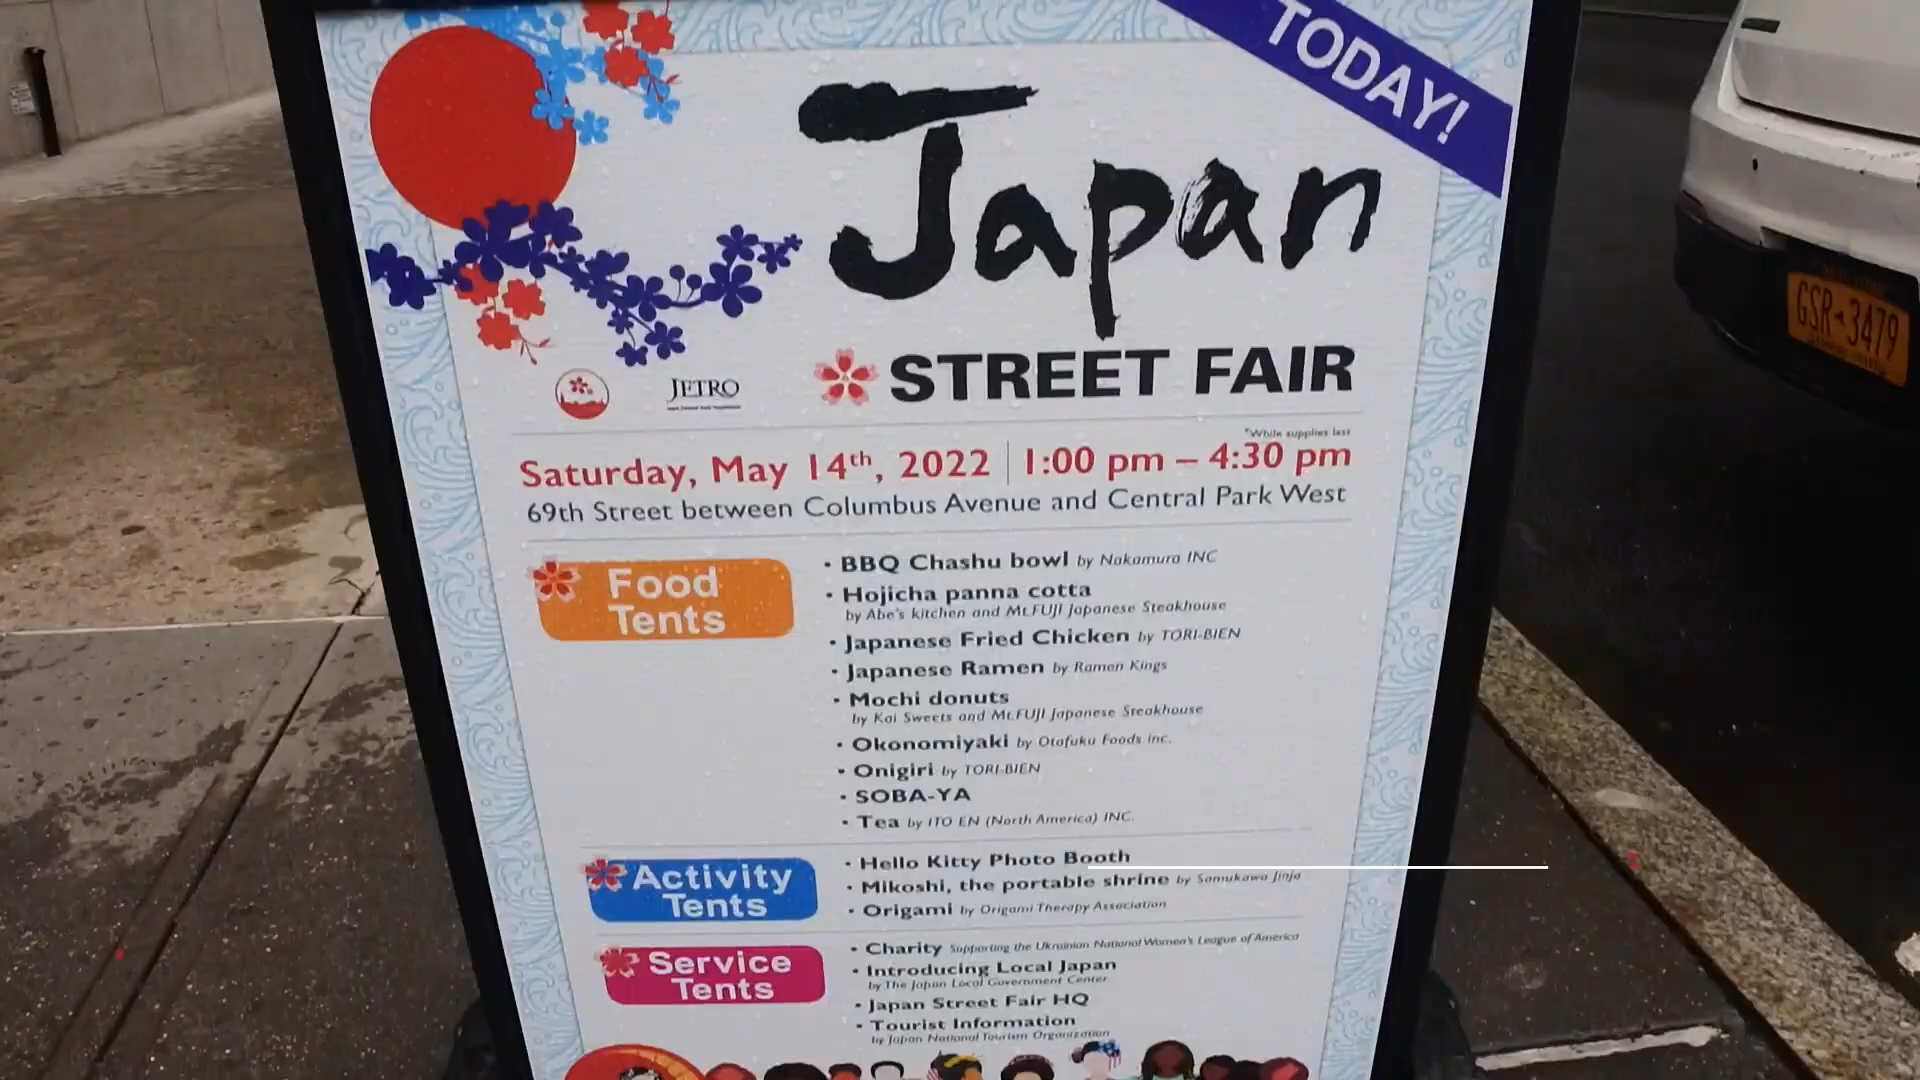 TODAY!
Japan
STREET FAIR
JETRO
*While supplies last
Saturday, May 14th, 2022 | 1:00 pm – 4:30 pm
69th Street between Columbus Avenue and Central Park West
Food
Tents
• BBQ Chashu bowl by Nakamura INC
• Hojicha panna cotta
by Abe's kitchen and Mt.FUJI Japanese Steakhouse
• Japanese Fried Chicken by TORI-BIEN
• Japanese Ramen by Ramen Kings
• Mochi donuts
by Kai Sweets and Mt.FUJI Japanese Steakhouse
• Okonomiyaki by Otafuku Foods Inc.
• Onigiri by TORI-BIEN
• SOBA-YA
• Tea by ITO EN (North America) INC.
Activity
Tents
• Hello Kitty Photo Booth
• Mikoshi, the portable shrine by Samukawa Jinja
• Origami by Origami Therapy Association
Service
Tents
• Charity Supporting the Ukrainian National Women's League of America
• Introducing Local Japan
by The Japan Local Government Center
• Japan Street Fair HQ
• Tourist Information
by Japan National Tourism Organization
GSR 3479